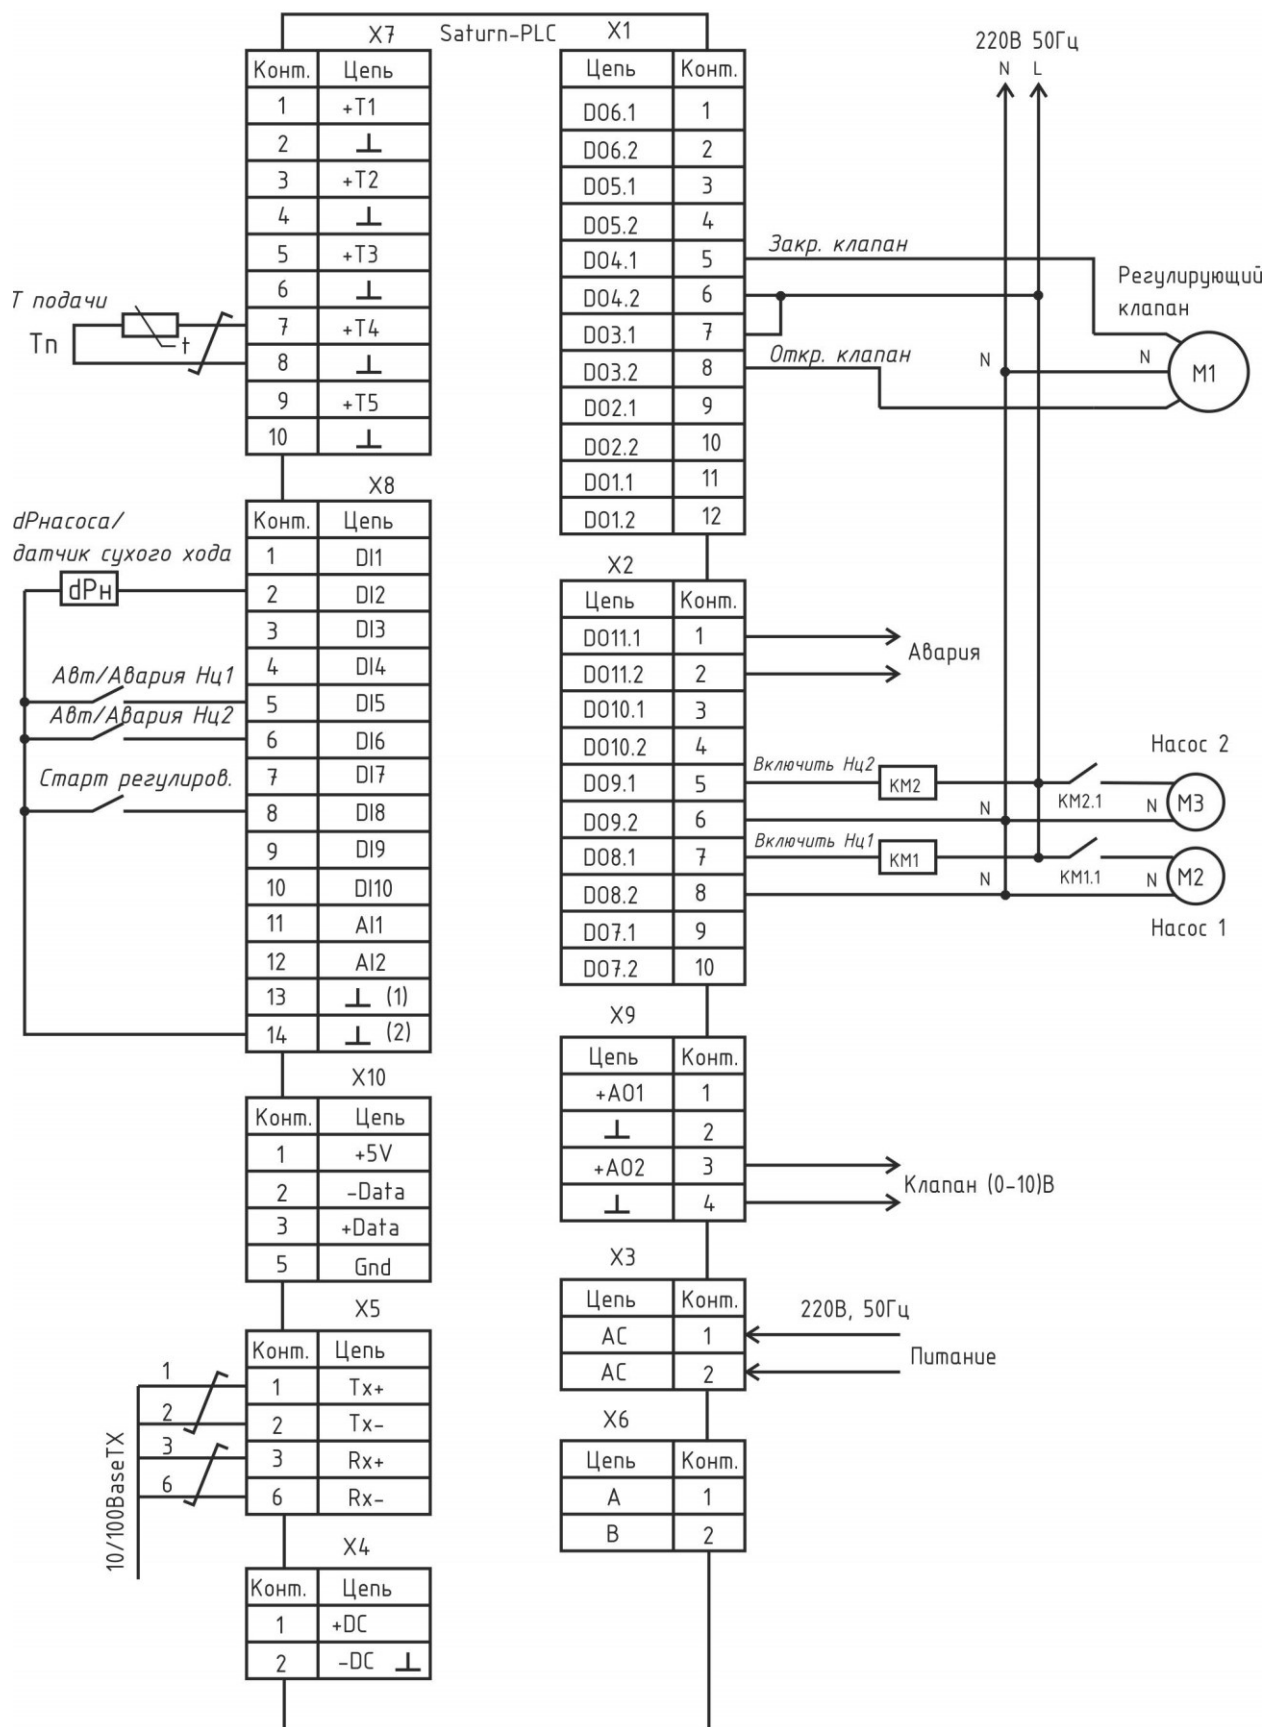 Saturn-PLC
X7
Конт. Цепь
1 +T1
2 ⊥
3 +T2
4 ⊥
5 +T3
6 ⊥
7 +T4
8 ⊥
9 +T5
10 ⊥
Т подачи
Тп
t
X8
Конт. Цепь
1 DI1
2 DI2
3 DI3
4 DI4
5 DI5
6 DI6
7 DI7
8 DI8
9 DI9
10 DI10
11 AI1
12 AI2
13 ⊥ (1)
14 ⊥ (2)
dPнасоса/
датчик сухого хода
dPн
Авт/Авария Нц1
Авт/Авария Нц2
Старт регулиров.
X10
Конт. Цепь
1 +5V
2 -Data
3 +Data
5 Gnd
X5
Конт. Цепь
1 Tx+
2 Tx-
3 Rx+
6 Rx-
1
2
3
6
10/100BaseTX
X4
Конт. Цепь
1 +DC
2 -DC ⊥
X1
Цепь Конт.
DO6.1 1
DO6.2 2
DO5.1 3
DO5.2 4
DO4.1 5
DO4.2 6
DO3.1 7
DO3.2 8
DO2.1 9
DO2.2 10
DO1.1 11
DO1.2 12
220В 50Гц
N L
Закр. клапан
Откр. клапан
Регулирующий
клапан
N N
M1
X2
Цепь Конт.
DO11.1 1
DO11.2 2
DO10.1 3
DO10.2 4
DO9.1 5
DO9.2 6
DO8.1 7
DO8.2 8
DO7.1 9
DO7.2 10
Авария
Насос 2
Включить Нц2
КМ2
КМ2.1
N N
M3
Включить Нц1
КМ1
КМ1.1
N N
M2
Насос 1
X9
Цепь Конт.
+AO1 1
⊥ 2
+AO2 3
⊥ 4
Клапан (0-10)В
X3
Цепь Конт.
AC 1
AC 2
220В, 50Гц
Питание
X6
Цепь Конт.
A 1
B 2